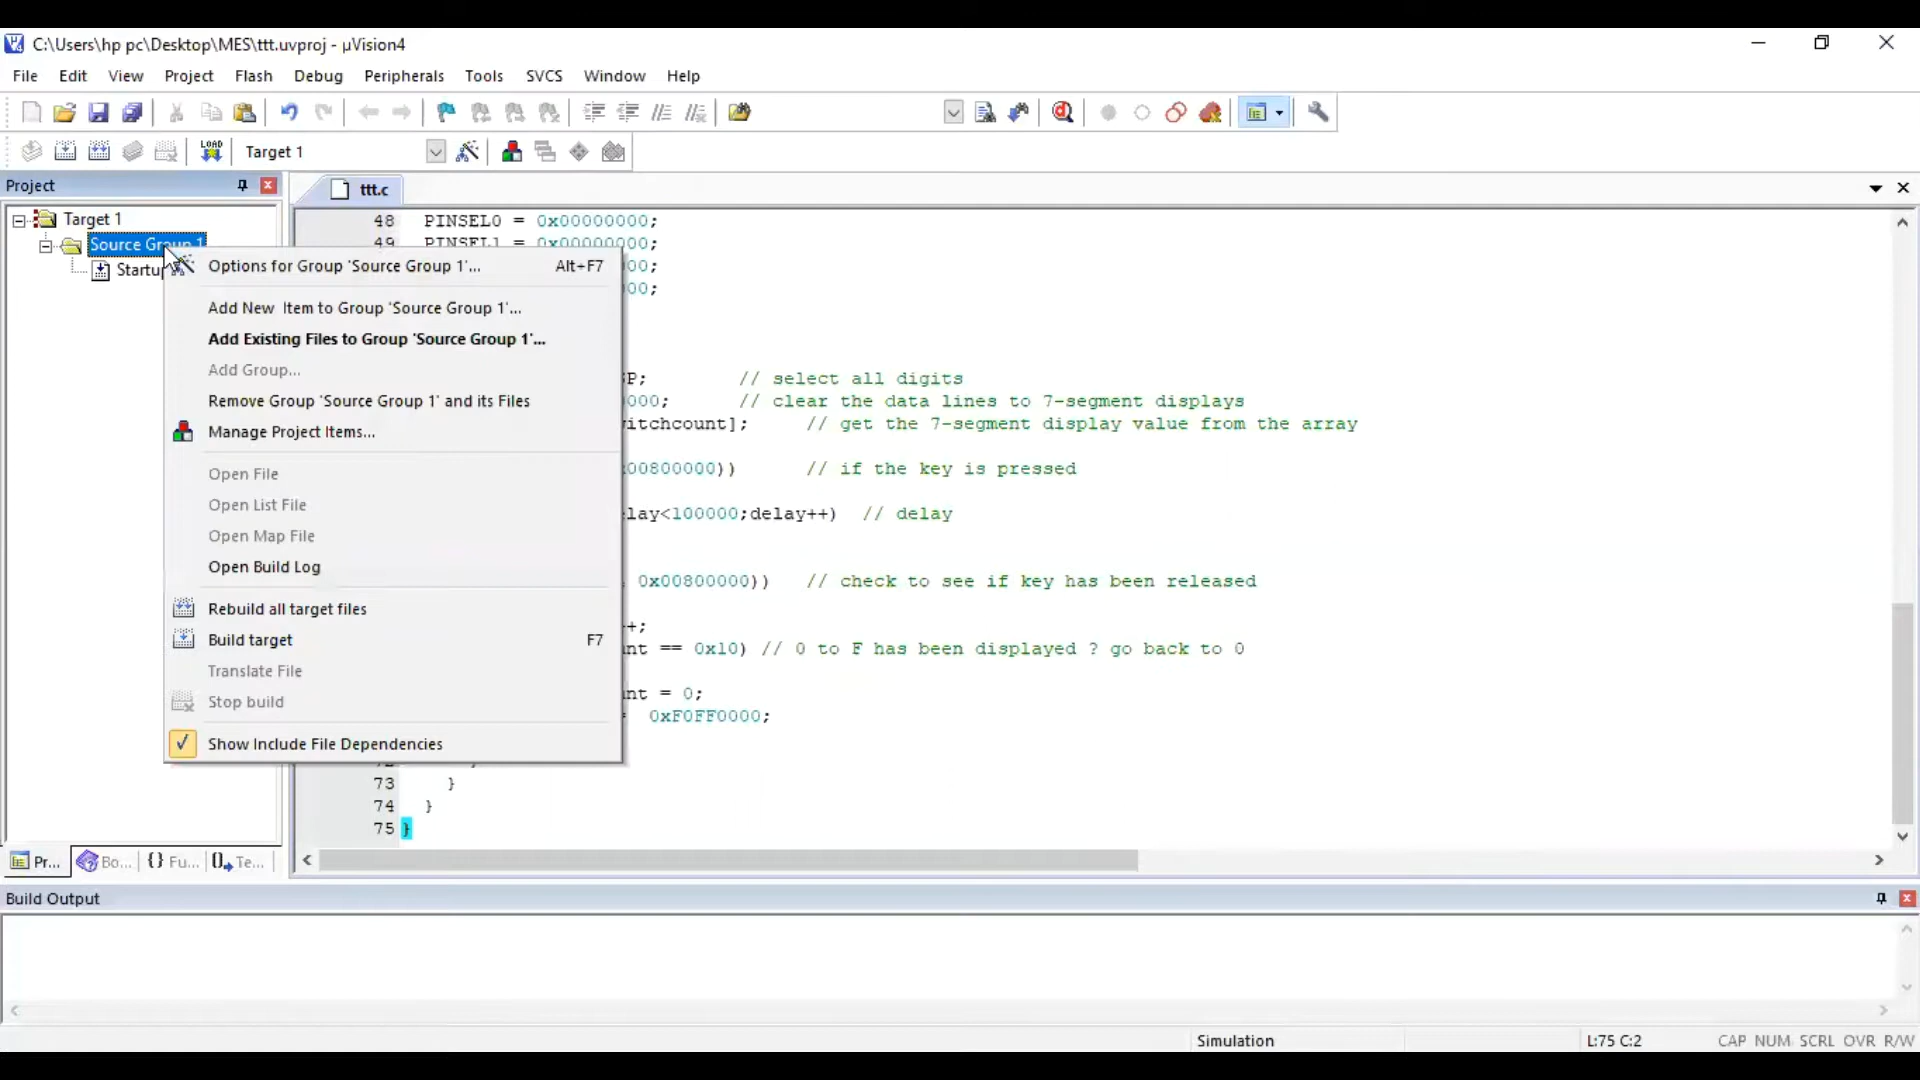 C:\Users\hp pc\Desktop\MES\ttt.uvproj - µVision4
File Edit View Project Flash Debug Peripherals Tools SVCS Window Help
LOAD Target 1
Project
ttt.c
Target 1
48 PINSEL0 = 0x00000000;
Source Group 1
49 PINSEL1 = 0x00000000;
Options for Group 'Source Group 1'... Alt+F7
Add New Item to Group 'Source Group 1'...
Add Existing Files to Group 'Source Group 1'...
Add Group...
Remove Group 'Source Group 1' and its Files
Manage Project Items...
Open File
Open List File
Open Map File
Open Build Log
Rebuild all target files
Build target F7
Translate File
Stop build
Show Include File Dependencies
00;
00;
P; // select all digits
000; // clear the data lines to 7-segment displays
itchcount]; // get the 7-segment display value from the array
00800000)) // if the key is pressed
lay<100000;delay++) // delay
0x00800000)) // check to see if key has been released
+;
nt == 0x10) // 0 to F has been displayed ? go back to 0
nt = 0;
= 0xF0FF0000;
73 }
74 }
75 }
Pr... Bo... {} Fu... Te...
Build Output
Simulation L:75 C:2 CAP NUM SCRL OVR R/W